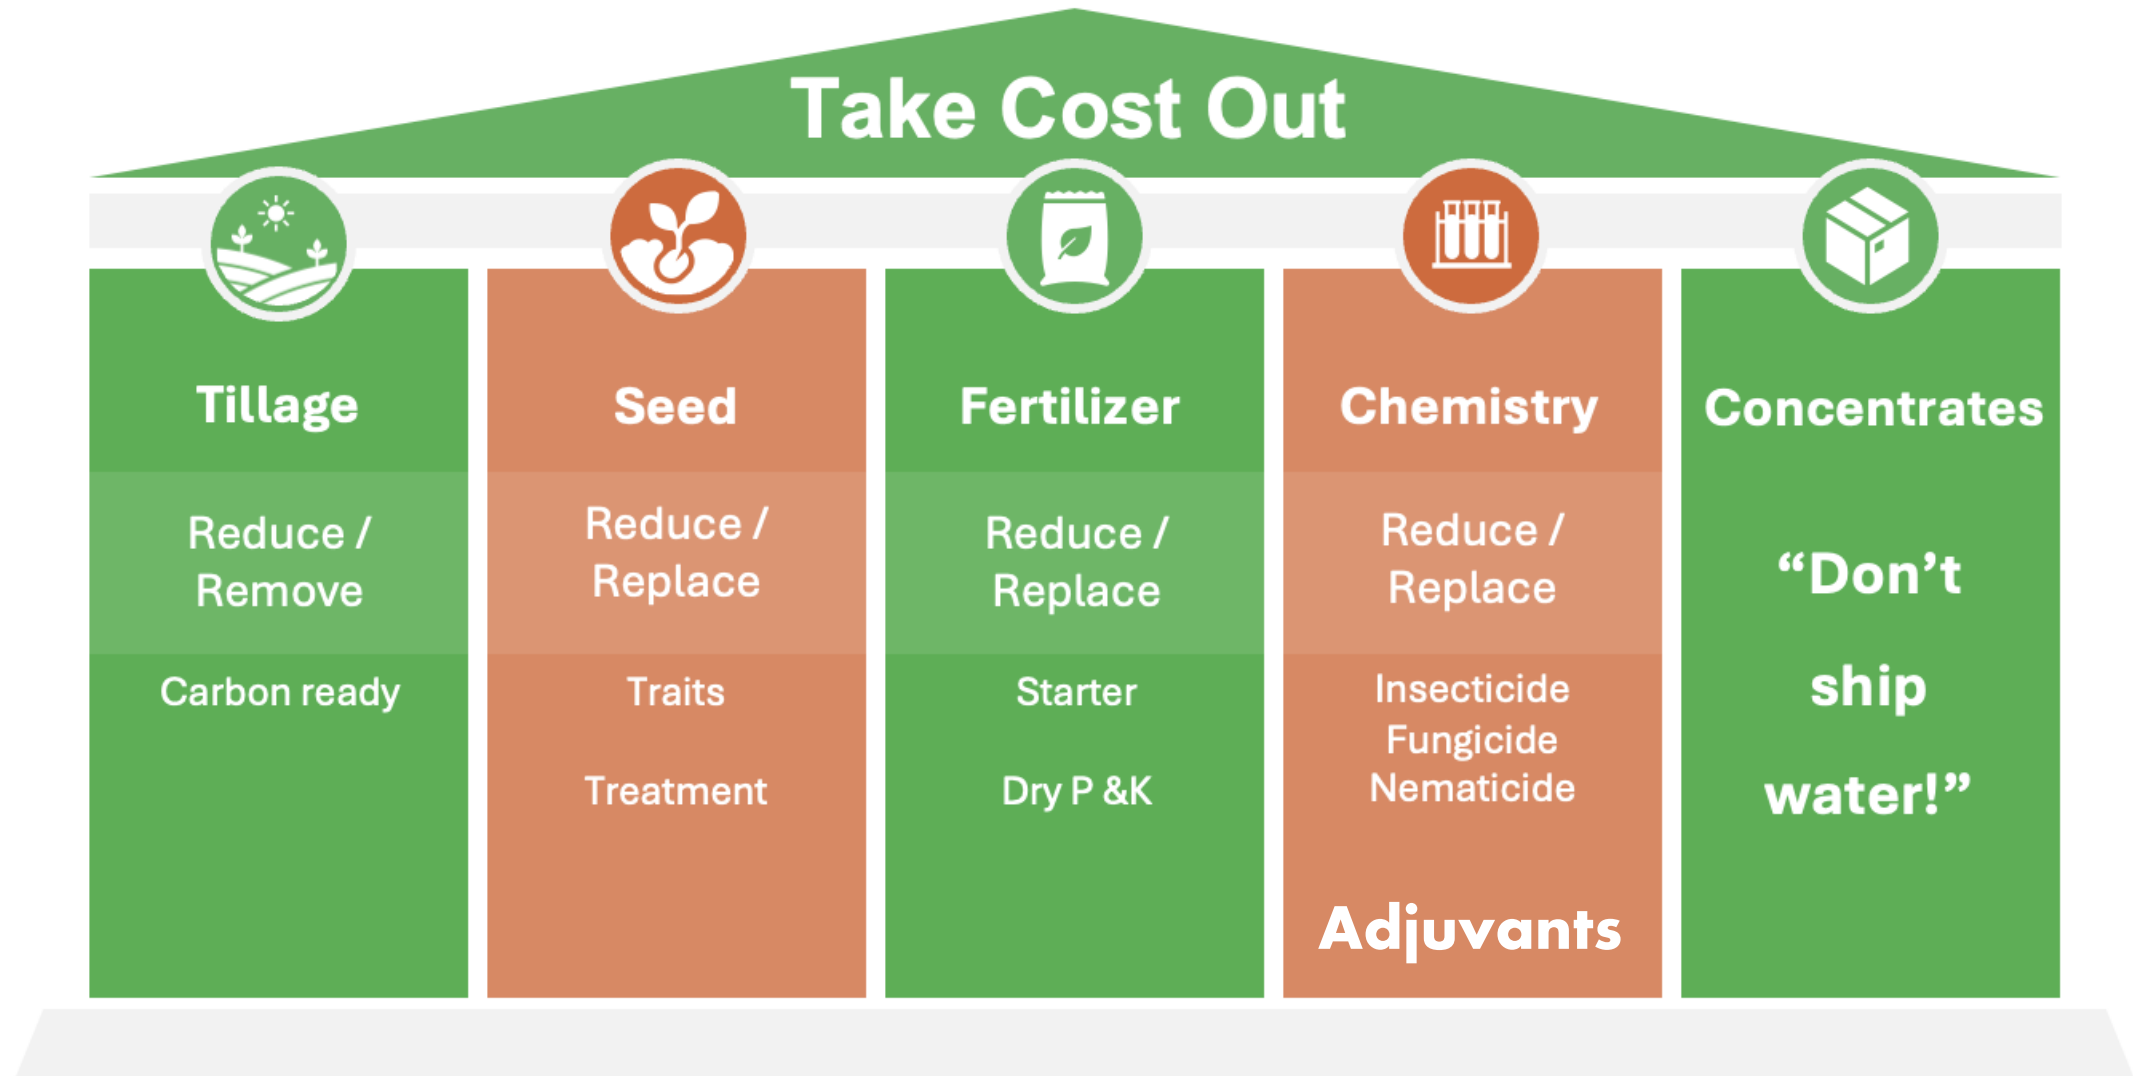 Take Cost Out
Tillage
Reduce /
Remove
Carbon ready
Seed
Reduce /
Replace
Traits
Treatment
Fertilizer
Reduce /
Replace
Starter
Dry P &K
Chemistry
Reduce /
Replace
Insecticide
Fungicide
Nematicide
Adjuvants
Concentrates
“Don’t
ship
water!”